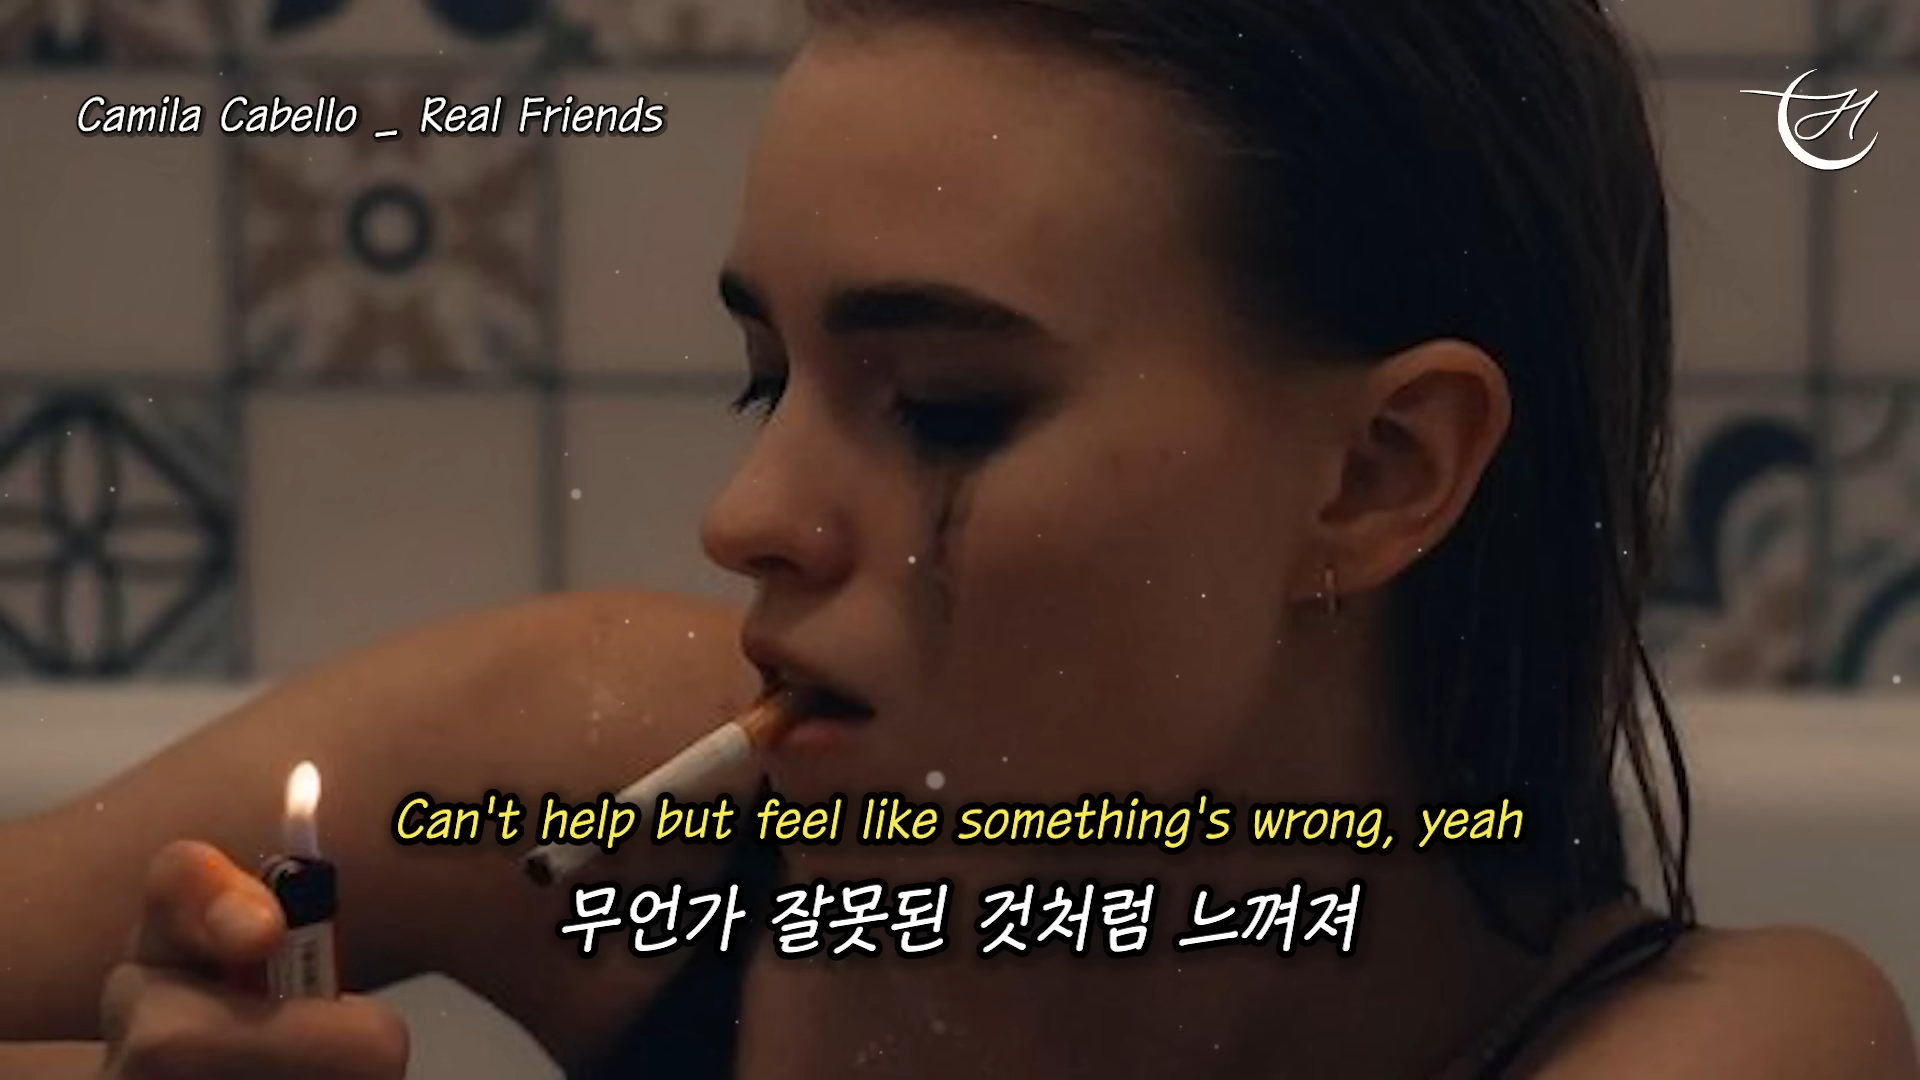 Camila Cabello _ Real Friends
Can't help but feel like something's wrong, yeah
무언가 잘못된 것처럼 느껴져